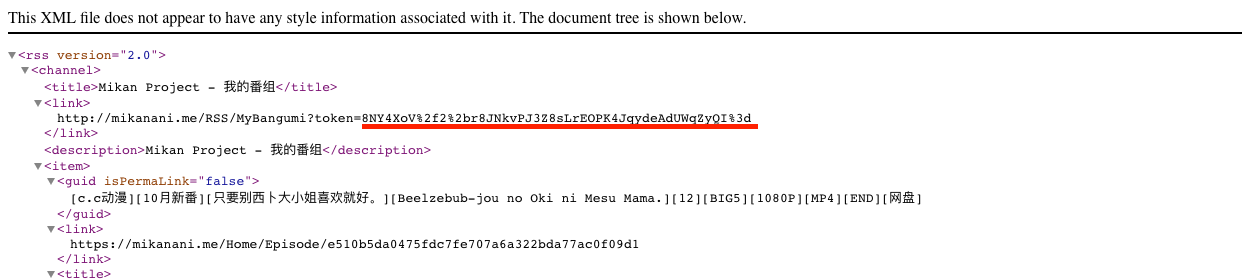 This XML file does not appear to have any style information associated with it. The document tree is shown below.
▼<rss version="2.0">
▼<channel>
<title>Mikan Project - 我的番组</title>
▼<link>
http://mikanani.me/RSS/MyBangumi?token=8NY4XoV%2f2%2br8JNkvPJ3Z8sLrEOPK4JqydeAdUWqZyQI%3d
</link>
<description>Mikan Project - 我的番组</description>
▼<item>
▼<guid isPermaLink="false">
[c.c动漫][10月新番][只要别西卜大小姐喜欢就好。][Beelzebub-jou no Oki ni Mesu Mama.][12][BIG5][1080P][MP4][END][网盘]
</guid>
▼<link>
https://mikanani.me/Home/Episode/e510b5da0475fdc7fe707a6a322bda77ac0f09d1
</link>
▼<title>